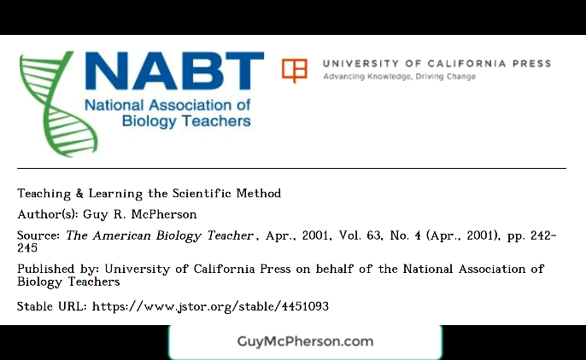 NABT
National Association of
Biology Teachers
UNIVERSITY OF CALIFORNIA PRESS
Advancing Knowledge, Driving Change
Teaching & Learning the Scientific Method
Author(s): Guy R. McPherson
Source: The American Biology Teacher, Apr., 2001, Vol. 63, No. 4 (Apr., 2001), pp. 242-
245
Published by: University of California Press on behalf of the National Association of
Biology Teachers
Stable URL: https://www.jstor.org/stable/4451093
GuyMcPherson.com